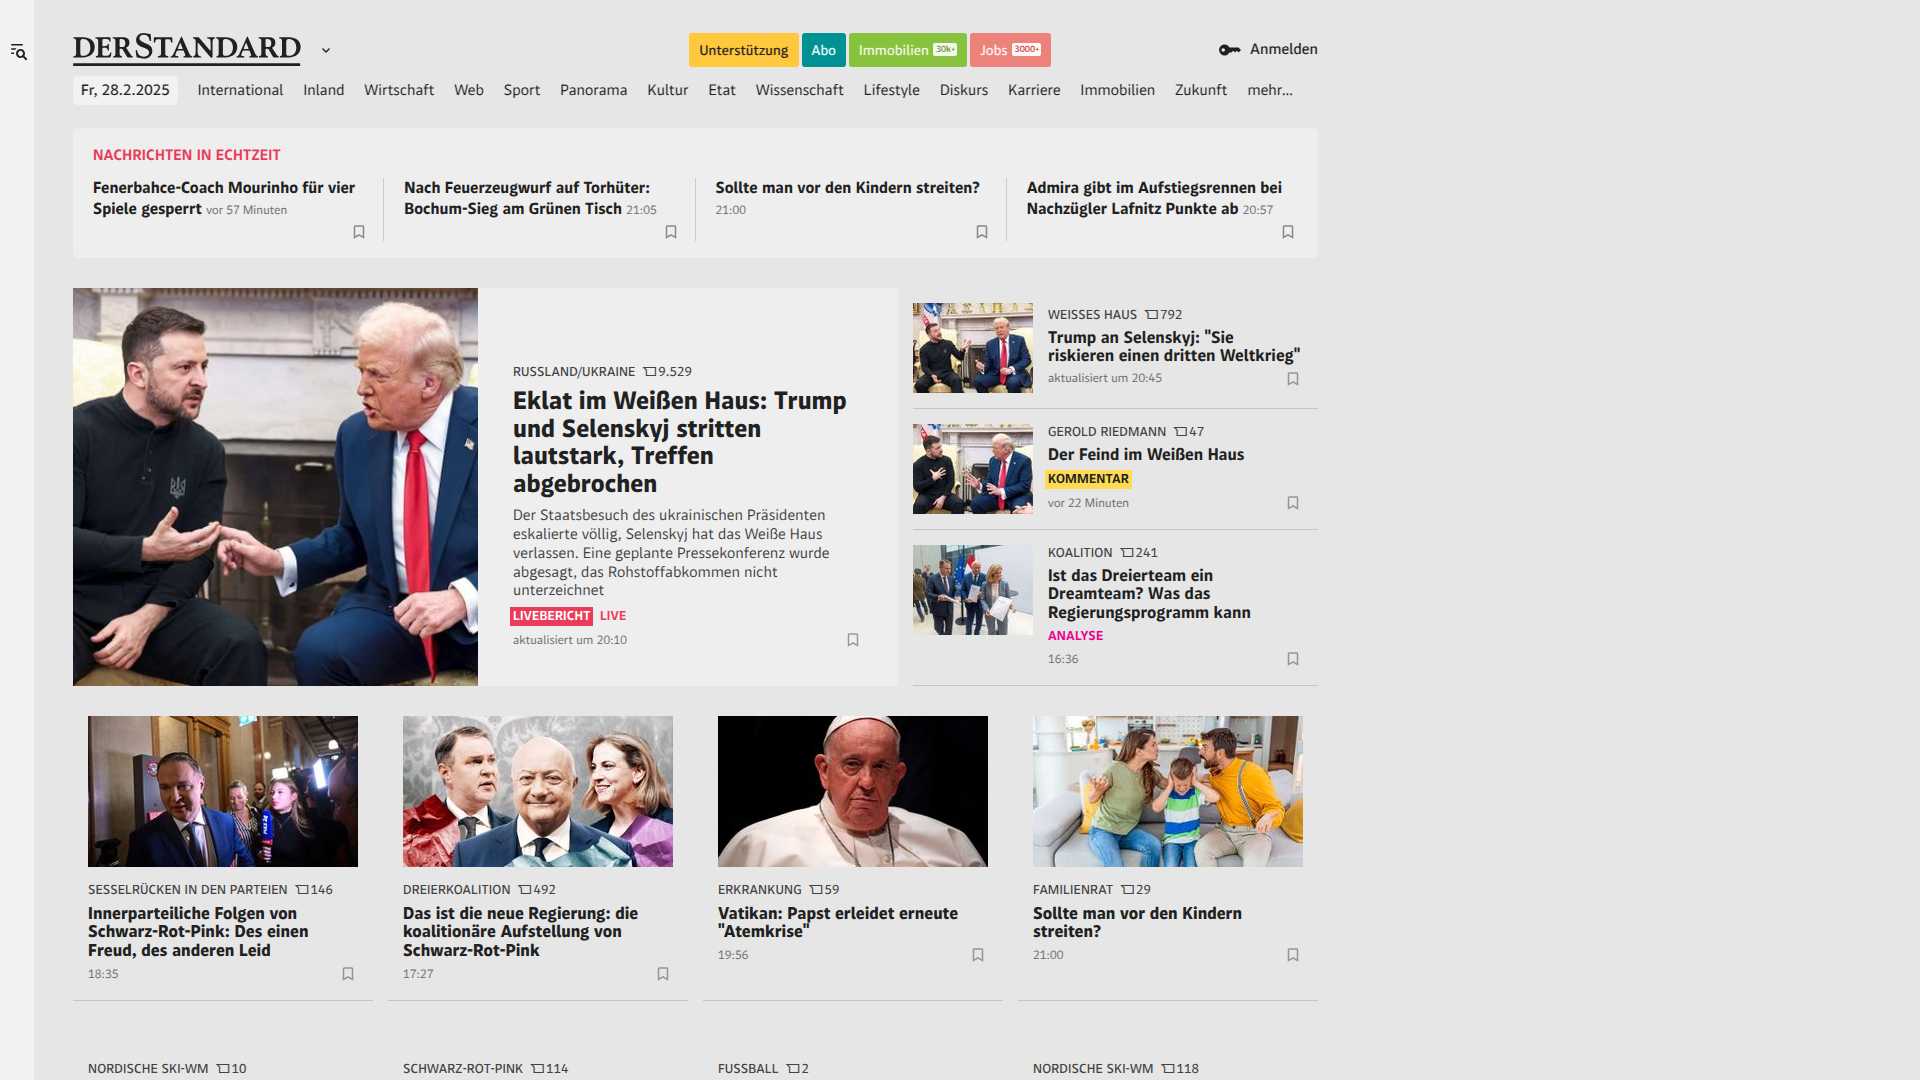 DERSTANDARD
Unterstützung
Abo
Immobilien 30k+
Jobs 3000+
Anmelden
Fr, 28.2.2025
International
Inland
Wirtschaft
Web
Sport
Panorama
Kultur
Etat
Wissenschaft
Lifestyle
Diskurs
Karriere
Immobilien
Zukunft
mehr...
NACHRICHTEN IN ECHTZEIT
Fenerbahce-Coach Mourinho für vier
Spiele gesperrt vor 57 Minuten
Nach Feuerzeugwurf auf Torhüter:
Bochum-Sieg am Grünen Tisch 21:05
Sollte man vor den Kindern streiten?
21:00
Admira gibt im Aufstiegsrennen bei
Nachzügler Lafnitz Punkte ab 20:57
RUSSLAND/UKRAINE 9.529
Eklat im Weißen Haus: Trump
und Selenskyj stritten
lautstark, Treffen
abgebrochen
Der Staatsbesuch des ukrainischen Präsidenten
eskalierte völlig, Selenskyj hat das Weiße Haus
verlassen. Eine geplante Pressekonferenz wurde
abgesagt, das Rohstoffabkommen nicht
unterzeichnet
LIVEBERICHT LIVE
aktualisiert um 20:10
WEISSES HAUS 792
Trump an Selenskyj: "Sie
riskieren einen dritten Weltkrieg"
aktualisiert um 20:45
GEROLD RIEDMANN 47
Der Feind im Weißen Haus
KOMMENTAR
vor 22 Minuten
KOALITION 241
Ist das Dreierteam ein
Dreamteam? Was das
Regierungsprogramm kann
ANALYSE
16:36
SESSELRÜCKEN IN DEN PARTEIEN 146
Innerparteiliche Folgen von
Schwarz-Rot-Pink: Des einen
Freud, des anderen Leid
18:35
DREIERKOALITION 492
Das ist die neue Regierung: die
koalitionäre Aufstellung von
Schwarz-Rot-Pink
17:27
ERKRANKUNG 59
Vatikan: Papst erleidet erneute
"Atemkrise"
19:56
FAMILIENRAT 29
Sollte man vor den Kindern
streiten?
21:00
NORDISCHE SKI-WM 10
SCHWARZ-ROT-PINK 114
FUSSBALL 2
NORDISCHE SKI-WM 118